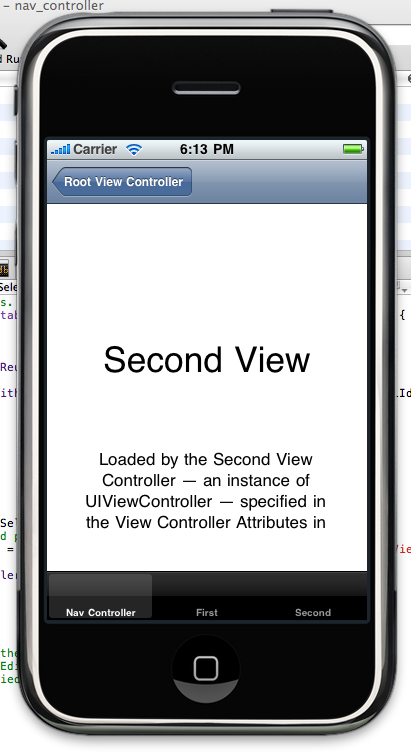 – nav_controller
Carrier
6:13 PM
Root View Controller
Second View
Loaded by the Second View
Controller — an instance of
UIViewController — specified in
the View Controller Attributes in
Nav Controller
First
Second